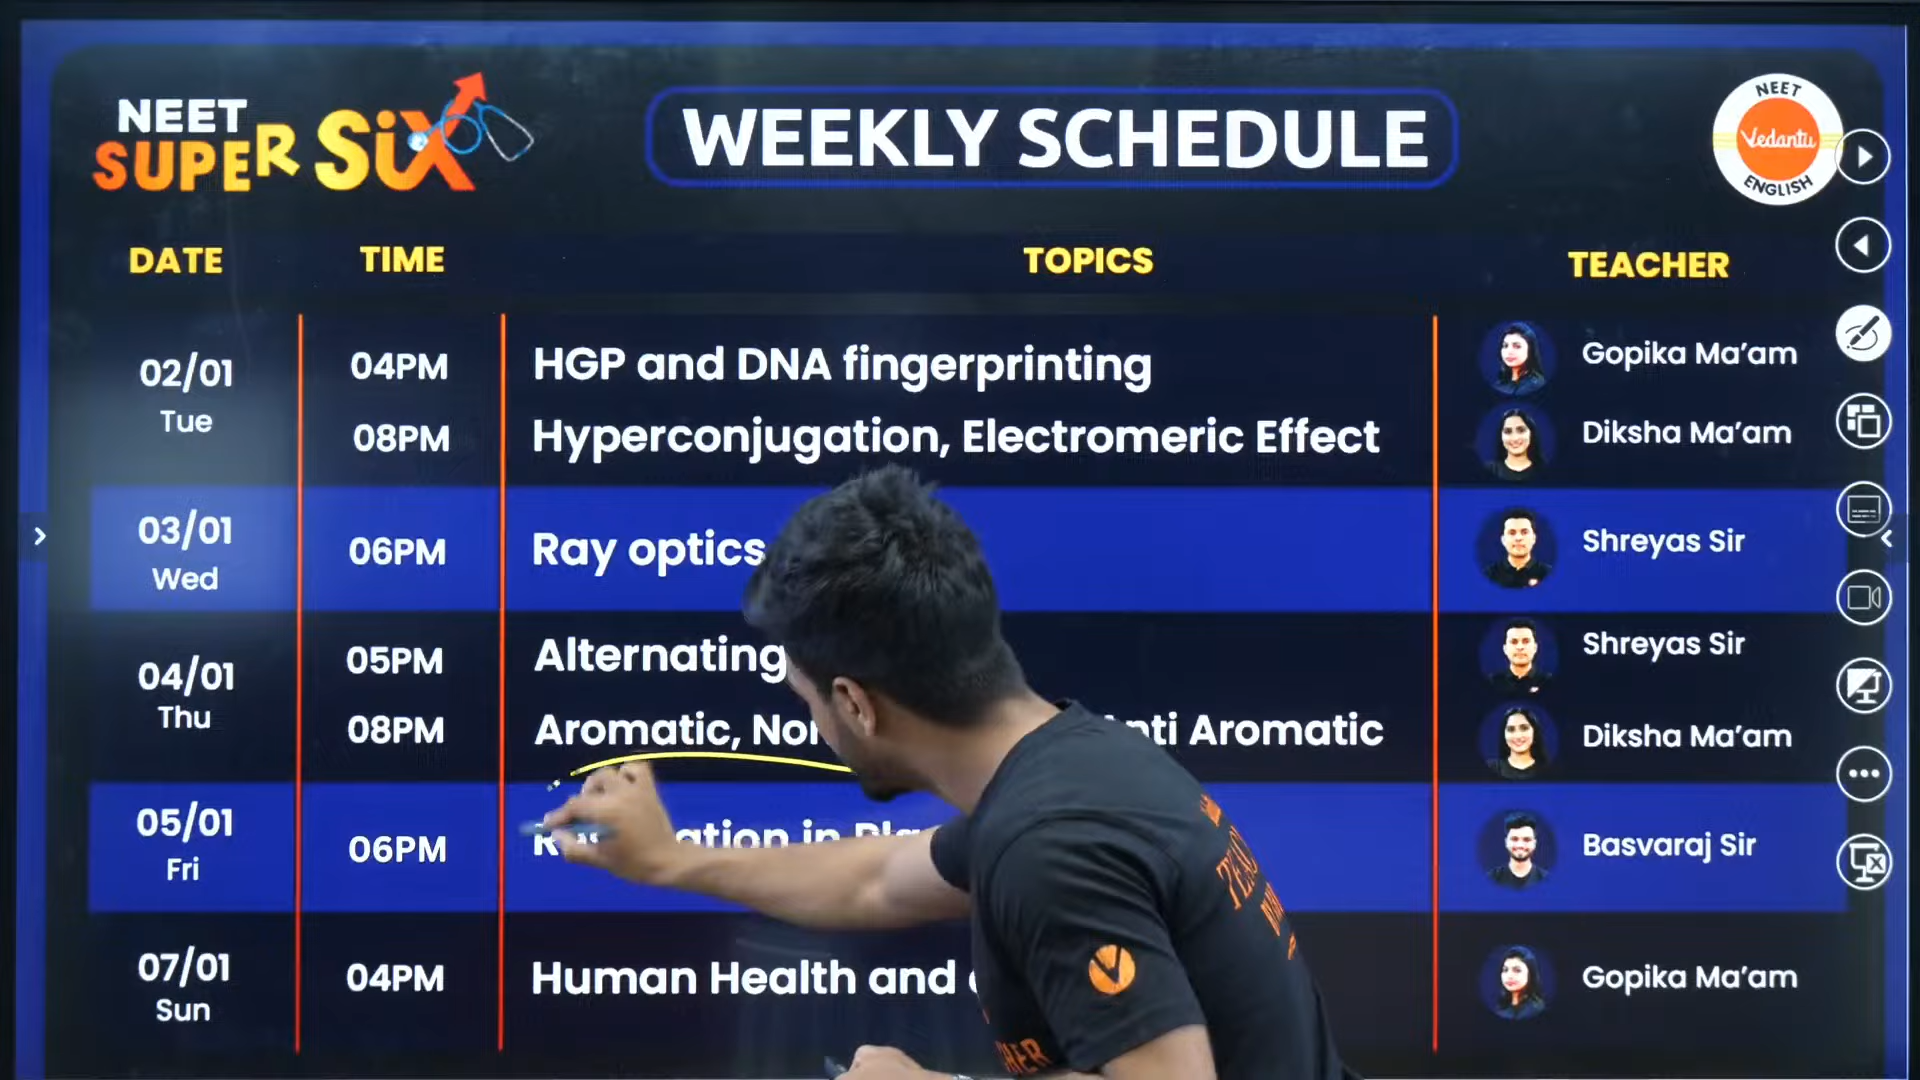 NEET
SUPER SIX
WEEKLY SCHEDULE
NEET
Vedantu
ENGLISH
DATE TIME TOPICS TEACHER
02/01 Tue
04PM HGP and DNA fingerprinting Gopika Ma'am
08PM Hyperconjugation, Electromeric Effect Diksha Ma'am
03/01 Wed
06PM Ray optics Shreyas Sir
04/01 Thu
05PM Alternating Shreyas Sir
08PM Aromatic, Aromatic Diksha Ma'am
05/01 Fri
06PM in Basvaraj Sir
07/01 Sun
04PM Human Health and Gopika Ma'am